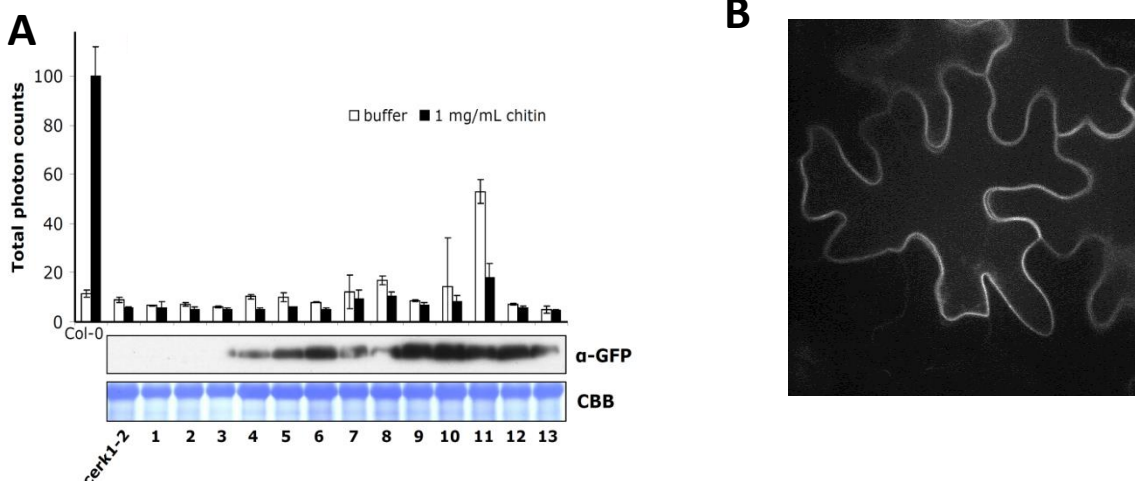 A
B
Total photon counts
100
80
60
40
20
0
buffer 1 mg/mL chitin
Col-0
α-GFP
CBB
cerk1-2 1 2 3 4 5 6 7 8 9 10 11 12 13